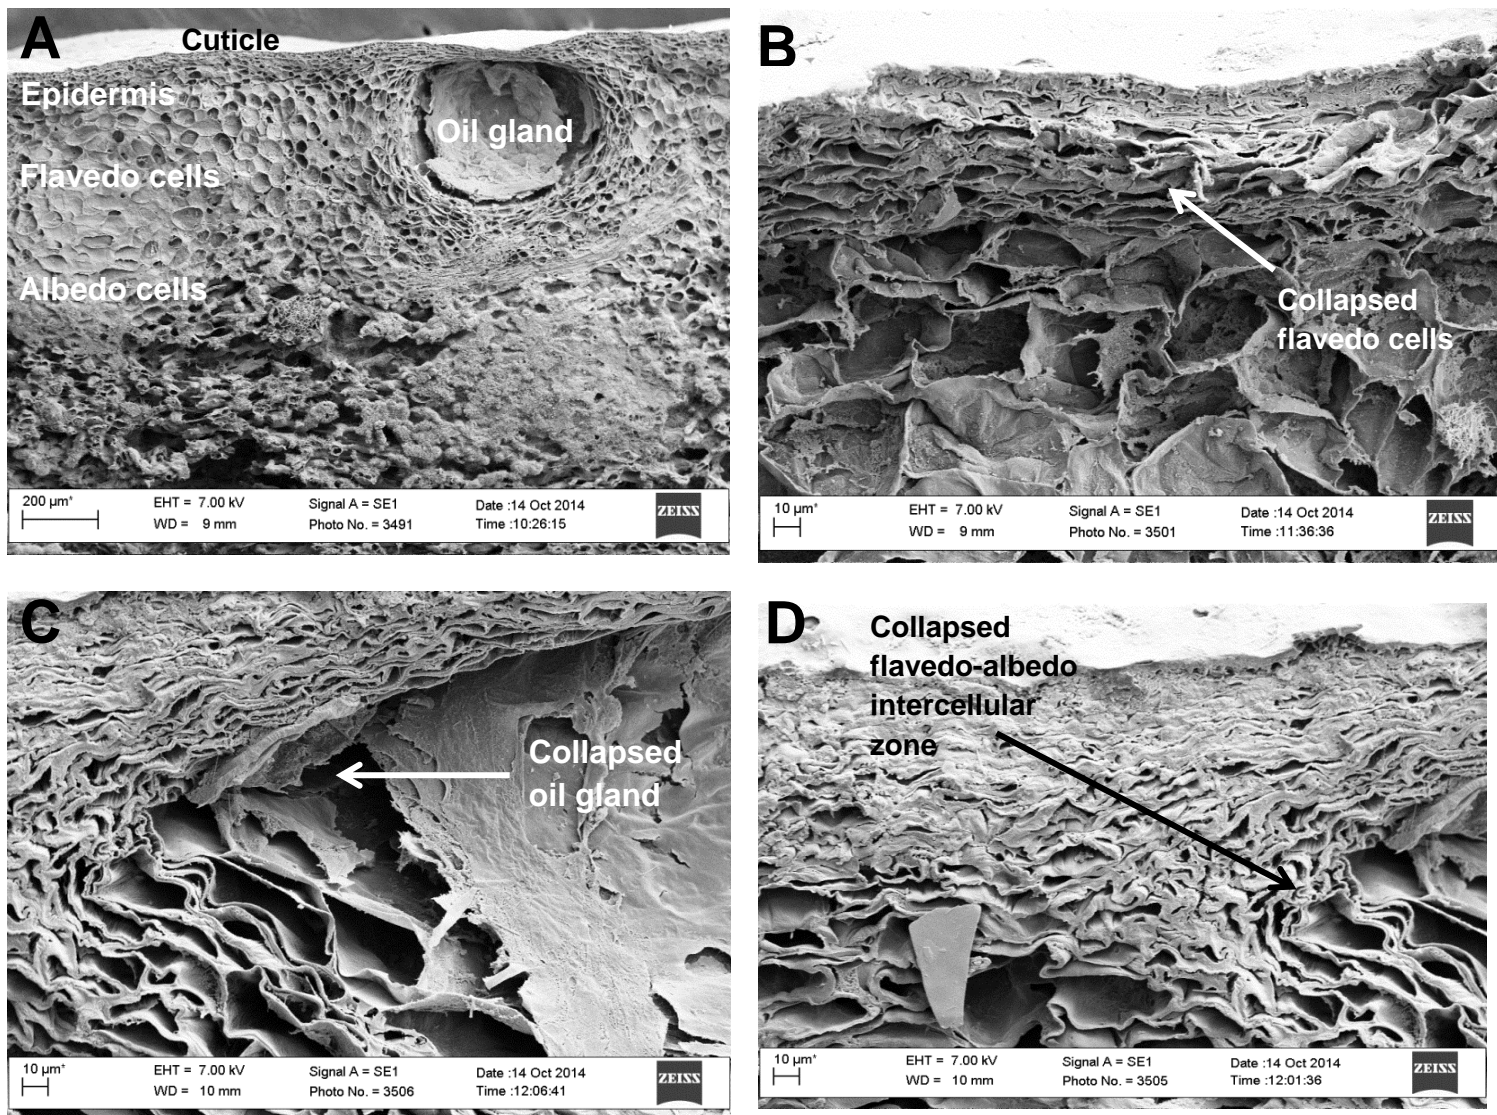 A
Cuticle
Epidermis
Oil gland
Flavedo cells
Albedo cells
200 µm*
EHT = 7.00 kV
WD = 9 mm
Signal A = SE1
Photo No. = 3491
Date :14 Oct 2014
Time :10:26:15
ZEISS
B
Collapsed
flavedo cells
10 µm*
EHT = 7.00 kV
WD = 9 mm
Signal A = SE1
Photo No. = 3501
Date :14 Oct 2014
Time :11:36:36
ZEISS
C
Collapsed
oil gland
10 µm*
EHT = 7.00 kV
WD = 10 mm
Signal A = SE1
Photo No. = 3506
Date :14 Oct 2014
Time :12:06:41
ZEISS
D
Collapsed
flavedo-albedo
intercellular
zone
10 µm*
EHT = 7.00 kV
WD = 10 mm
Signal A = SE1
Photo No. = 3505
Date :14 Oct 2014
Time :12:01:36
ZEISS